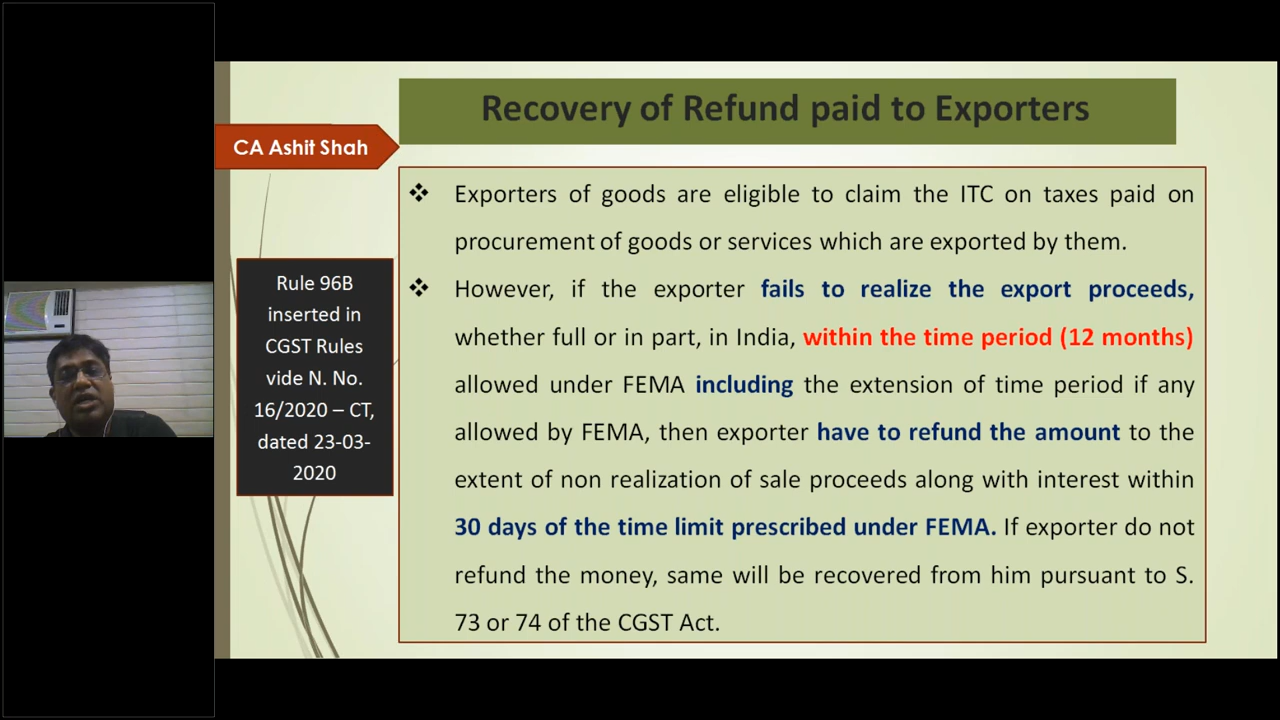 Recovery of Refund paid to Exporters
CA Ashit Shah
Rule 96B
inserted in
CGST Rules
vide N. No.
16/2020 – CT,
dated 23-03-
2020
❖ Exporters of goods are eligible to claim the ITC on taxes paid on
procurement of goods or services which are exported by them.
❖ However, if the exporter fails to realize the export proceeds,
whether full or in part, in India, within the time period (12 months)
allowed under FEMA including the extension of time period if any
allowed by FEMA, then exporter have to refund the amount to the
extent of non realization of sale proceeds along with interest within
30 days of the time limit prescribed under FEMA. If exporter do not
refund the money, same will be recovered from him pursuant to S.
73 or 74 of the CGST Act.